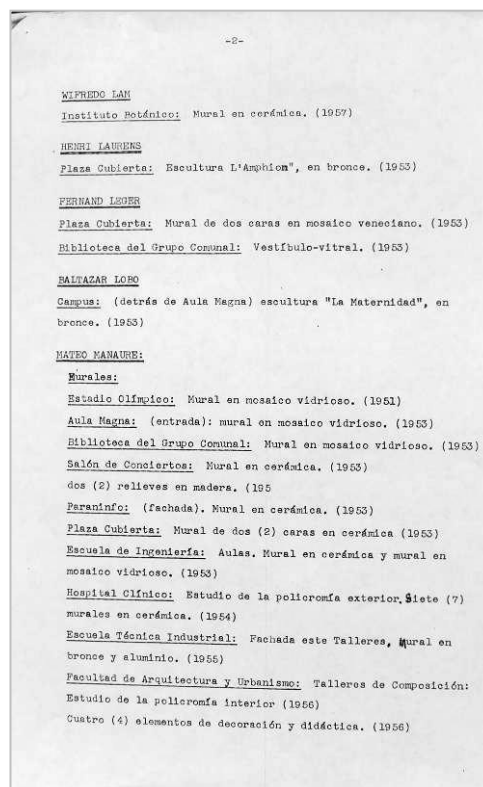 -2-
WIFREDO LAM
Instituto Botánico: Mural en cerámica. (1957)
HENRI LAURENS
Plaza Cubierta: Escultura L'Amphion", en bronce. (1953)
FERNAND LEGER
Plaza Cubierta: Mural de dos caras en mosaico veneciano. (1953)
Biblioteca del Grupo Comunal: Vestíbulo-vitral. (1953)
BALTAZAR LOBO
Campus: (detrás de Aula Magna) escultura "La Maternidad", en
bronce. (1953)
MATEO MANAURE:
Murales:
Estadio Olímpico: Mural en mosaico vidrioso. (1951)
Aula Magna: (entrada): mural en mosaico vidrioso. (1953)
Biblioteca del Grupo Comunal: Mural en mosaico vidrioso. (1953)
Salón de Conciertos: Mural en cerámica. (1953)
dos (2) relieves en madera. (195
Paraninfo: (fachada). Mural en cerámica. (1953)
Plaza Cubierta: Mural de dos (2) caras en cerámica (1953)
Escuela de Ingeniería: Aulas. Mural en cerámica y mural en
mosaico vidrioso. (1953)
Hospital Clínico: Estudio de la policromía exterior. Siete (7)
murales en cerámica. (1954)
Escuela Técnica Industrial: Fachada este Talleres, Mural en
bronce y aluminio. (1955)
Facultad de Arquitectura y Urbanismo: Talleres de Composición:
Estudio de la policromía interior (1956)
Cuatro (4) elementos de decoración y didáctica. (1956)